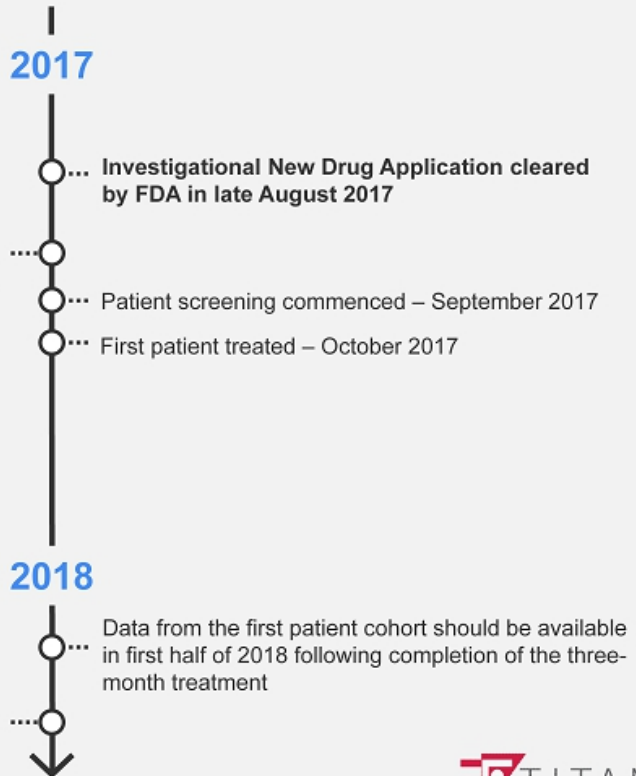 2017
Investigational New Drug Application cleared
by FDA in late August 2017
Patient screening commenced – September 2017
First patient treated – October 2017
2018
Data from the first patient cohort should be available
in first half of 2018 following completion of the three-
month treatment